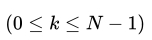 (0 ≤ k ≤ N − 1)